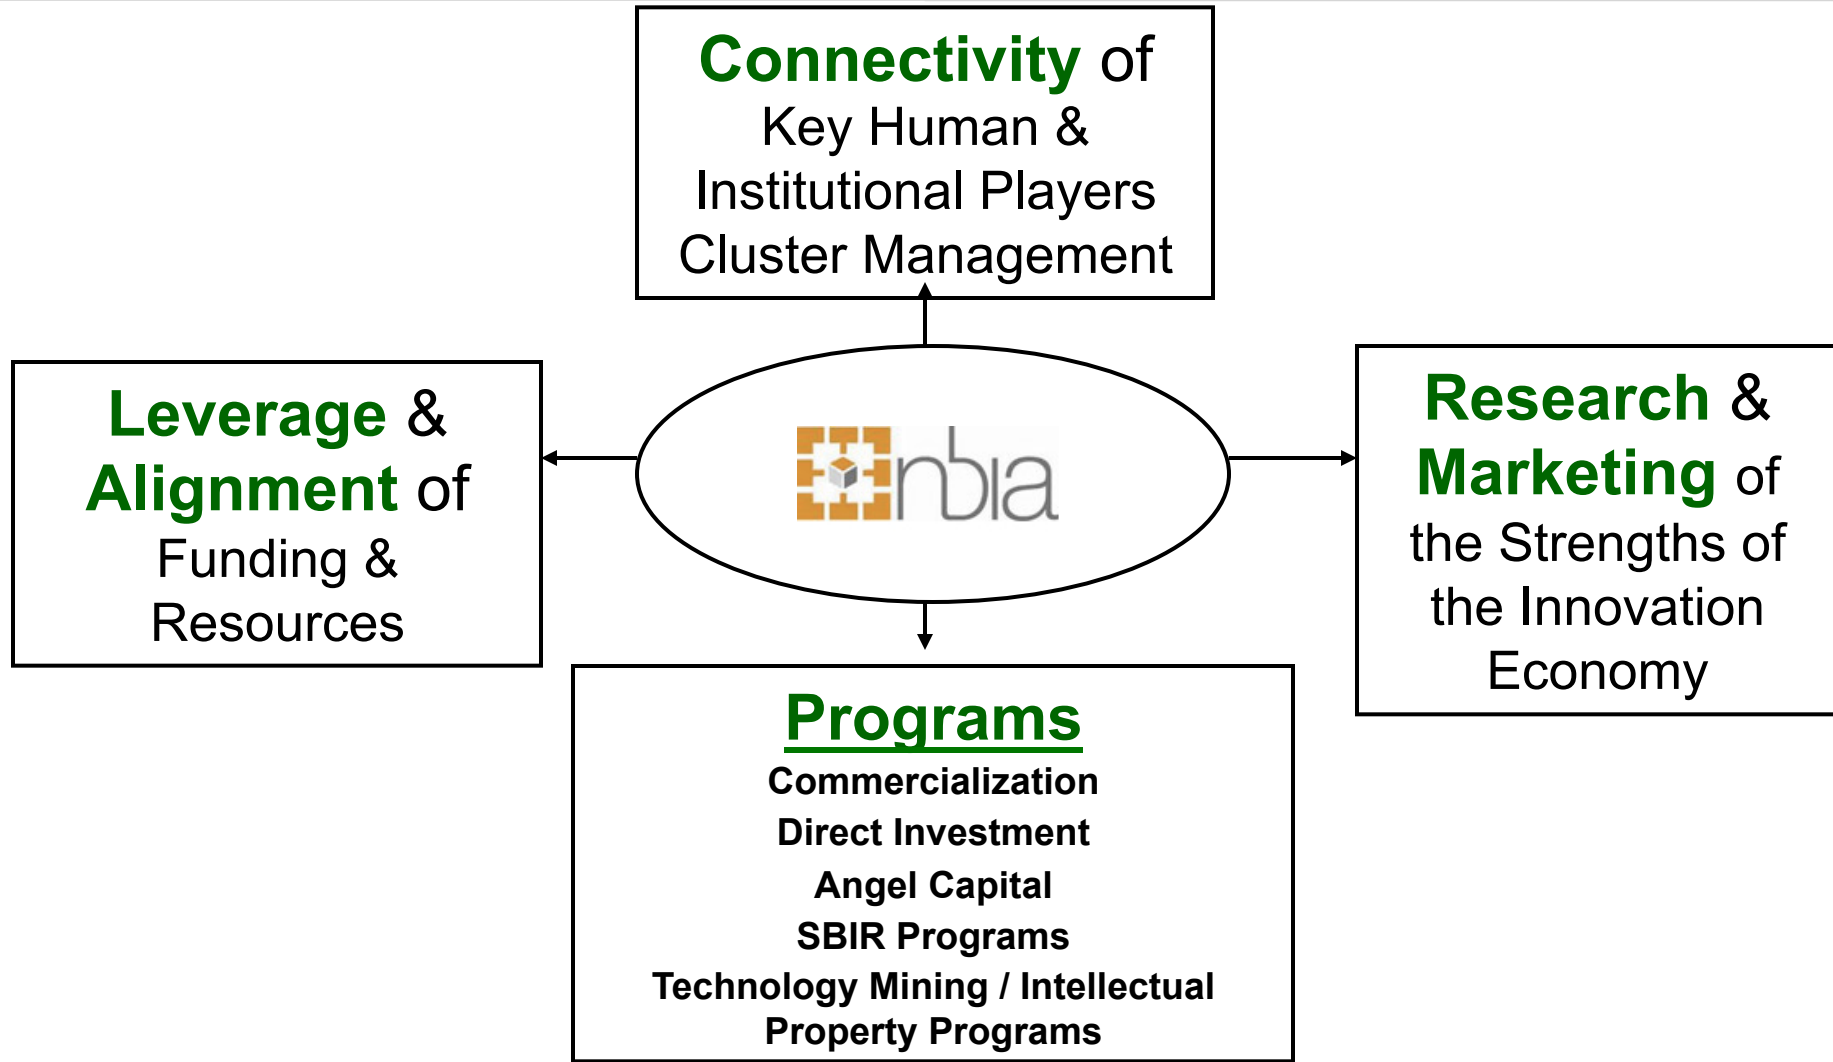 Connectivity of
Key Human &
Institutional Players
Cluster Management
Leverage &
Alignment of
Funding &
Resources
nbia
Research &
Marketing of
the Strengths of
the Innovation
Economy
Programs
Commercialization
Direct Investment
Angel Capital
SBIR Programs
Technology Mining / Intellectual
Property Programs